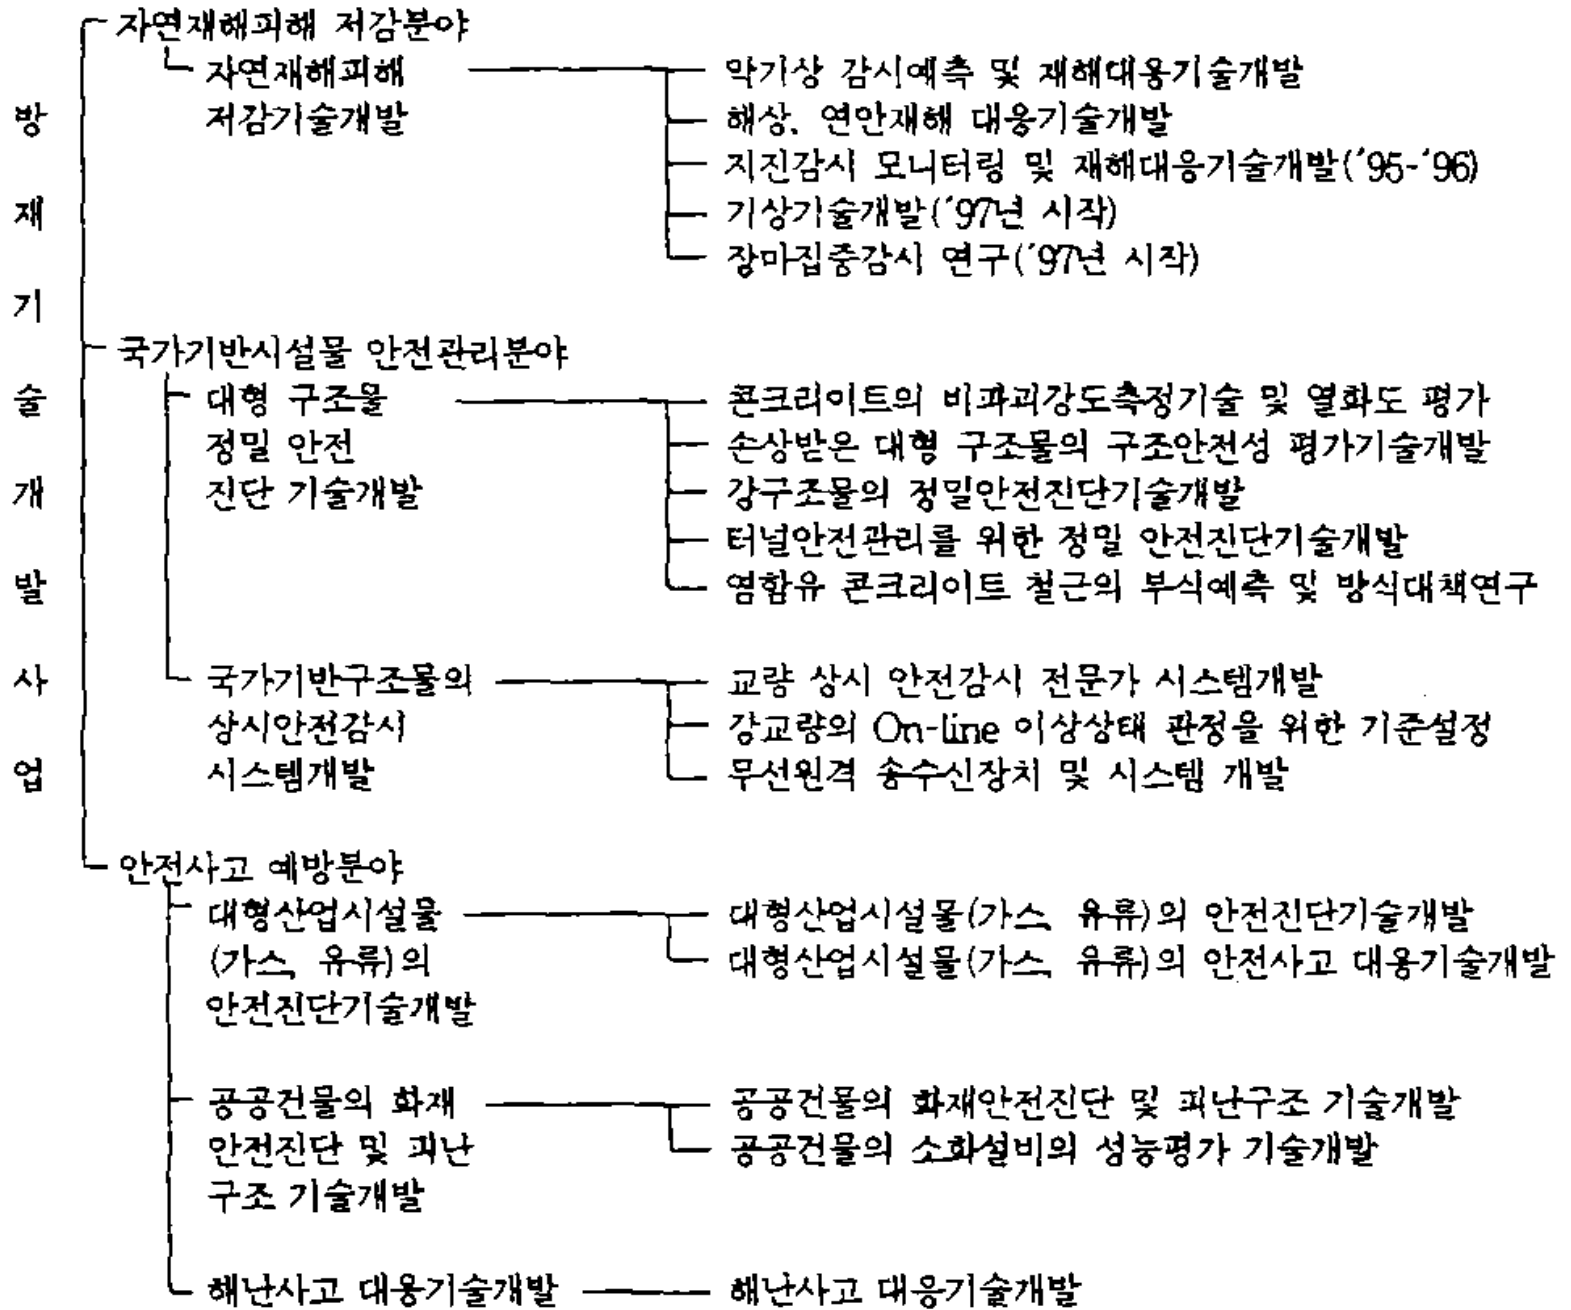 방재기술개발사업
자연재해피해 저감분야
자연재해피해
저감기술개발
악기상 감시예측 및 재해대응기술개발
해상, 연안재해 대응기술개발
지진감시 모니터링 및 재해대응기술개발('95-'96)
기상기술개발('97년 시작)
장마집중감시 연구('97년 시작)
국가기반시설물 안전관리분야
대형 구조물
정밀 안전
진단 기술개발
콘크리이트의 비파괴강도측정기술 및 열화도 평가
손상받은 대형 구조물의 구조안전성 평가기술개발
강구조물의 정밀안전진단기술개발
터널안전관리를 위한 정밀 안전진단기술개발
염함유 콘크리이트 철근의 부식예측 및 방식대책연구
국가기반구조물의
상시안전감시
시스템개발
교량 상시 안전감시 전문가 시스템개발
강교량의 On-line 이상상태 판정을 위한 기준설정
무선원격 송수신장치 및 시스템 개발
안전사고 예방분야
대형산업시설물
(가스, 유류)의
안전진단기술개발
대형산업시설물(가스, 유류)의 안전진단기술개발
대형산업시설물(가스, 유류)의 안전사고 대응기술개발
공공건물의 화재
안전진단 및 피난
구조 기술개발
공공건물의 화재안전진단 및 피난구조 기술개발
공공건물의 소화설비의 성능평가 기술개발
해난사고 대응기술개발
해난사고 대응기술개발